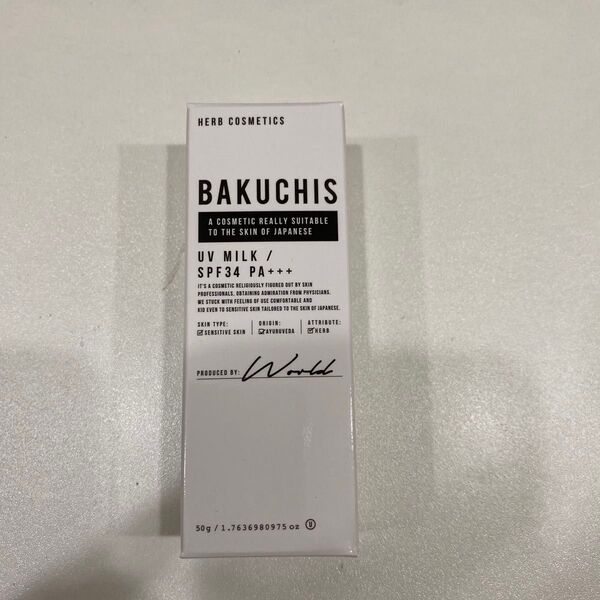 HERB COSMETICS
BAKUCHIS
A COSMETIC REALLY SUITABLE
TO THE SKIN OF JAPANESE
UV MILK /
SPF34 PA+++
IT'S A COSMETIC RELIGIOUSLY FIGURED OUT BY SKIN
PROFESSIONALS, OBTAINING ADMIRATION FROM PHYSICIANS.
WE STUCK WITH FEELING OF USE COMFORTABLE AND
KID EVEN TO SENSITIVE SKIN TAILORED TO THE SKIN OF JAPANESE.
SKIN TYPE: ORIGIN: ATTRIBUTE:
SENSITIVE SKIN AYURUVEDA HERB
PRODUCED BY: World
50g / 1.7636980975 oz U